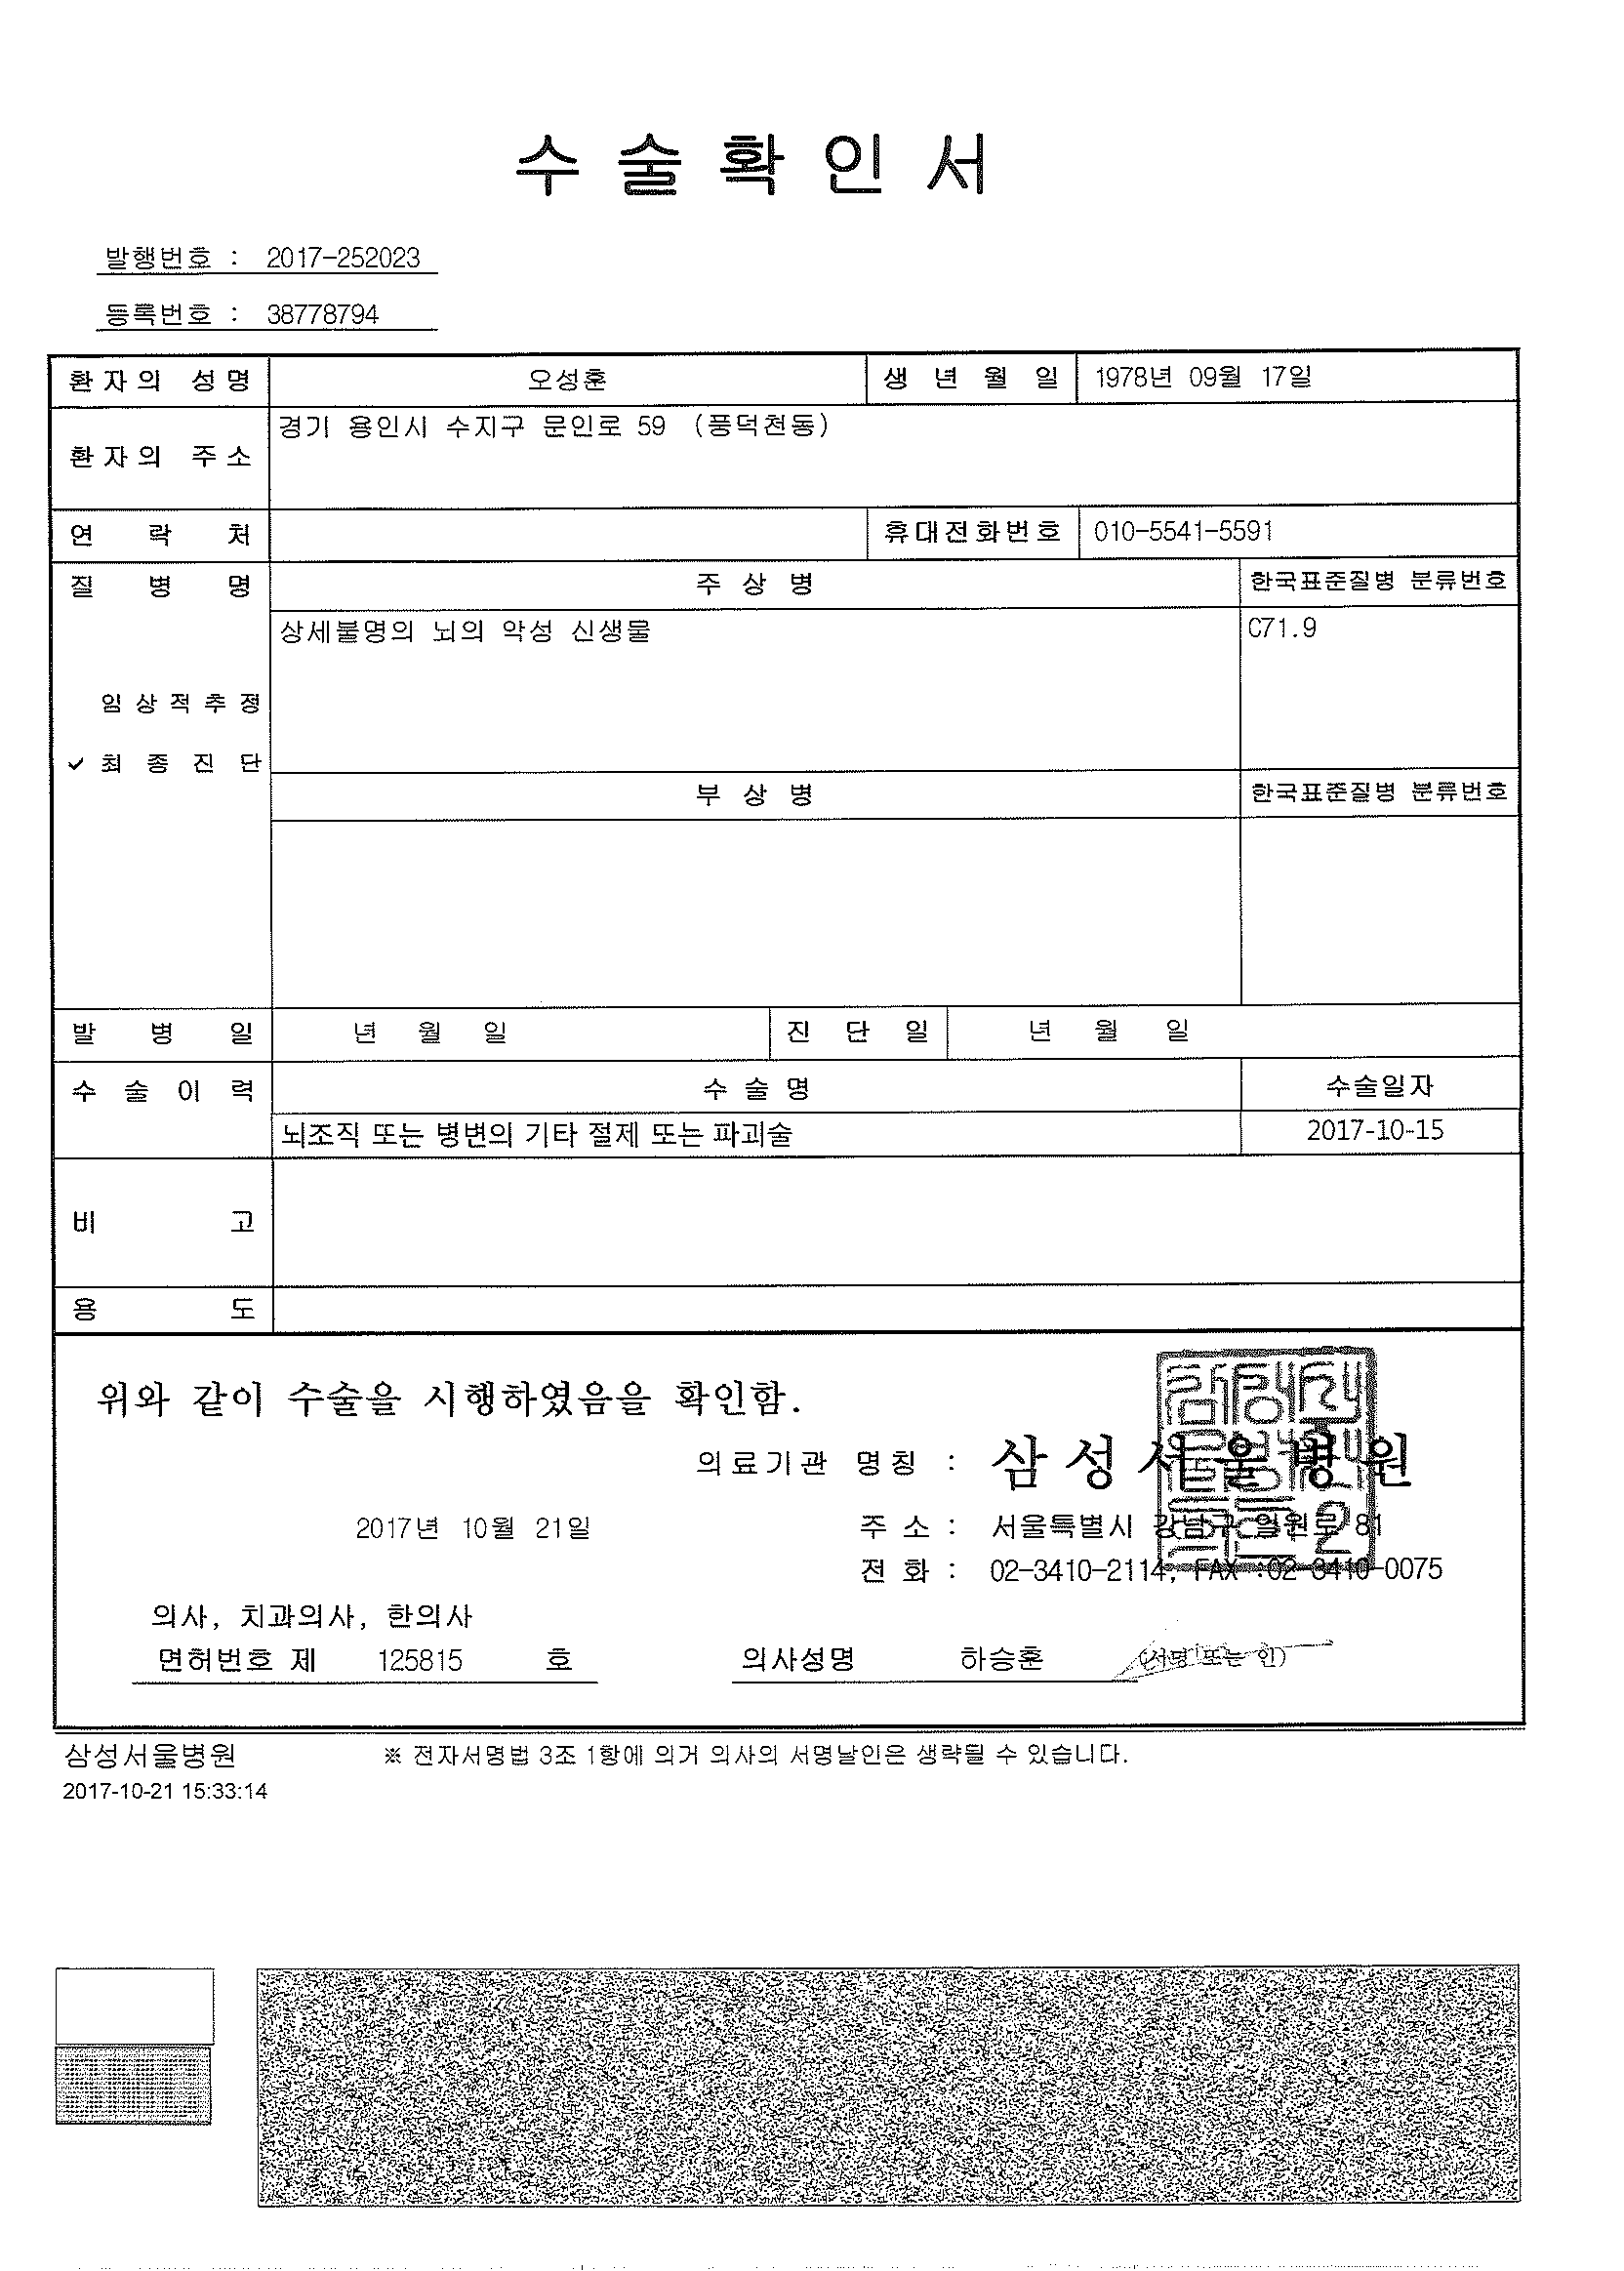 수술확인서
발행번호 : 2017-252023
등록번호 : 38778794
환자의 성명 오성훈 생년월일 1978년 09월 17일
환자의 주소 경기 용인시 수지구 문인로 59 (풍덕천동)
연락처 휴대전화번호 010-5541-5591
질병명 주상병 한국표준질병 분류번호
상세불명의 뇌의 악성 신생물 C71.9
임상적추정
✓ 최종진단
부상병 한국표준질병 분류번호
발병일 년 월 일 진단일 년 월 일
수술이력 수술명 수술일자
뇌조직 또는 병변의 기타 절제 또는 파괴술 2017-10-15
비고
용도
위와 같이 수술을 시행하였음을 확인함.
의료기관 명칭 : 삼성서울병원
2017년 10월 21일 주소 : 서울특별시 강남구 일원로 81
전화 : 02-3410-2114, FAX :02-3410-0075
의사, 치과의사, 한의사
면허번호 제 125815 호 의사성명 하승훈 (서명 또는 인)
삼성서울병원 ※ 전자서명법 3조 1항에 의거 의사의 서명날인은 생략될 수 있습니다.
2017-10-21 15:33:14